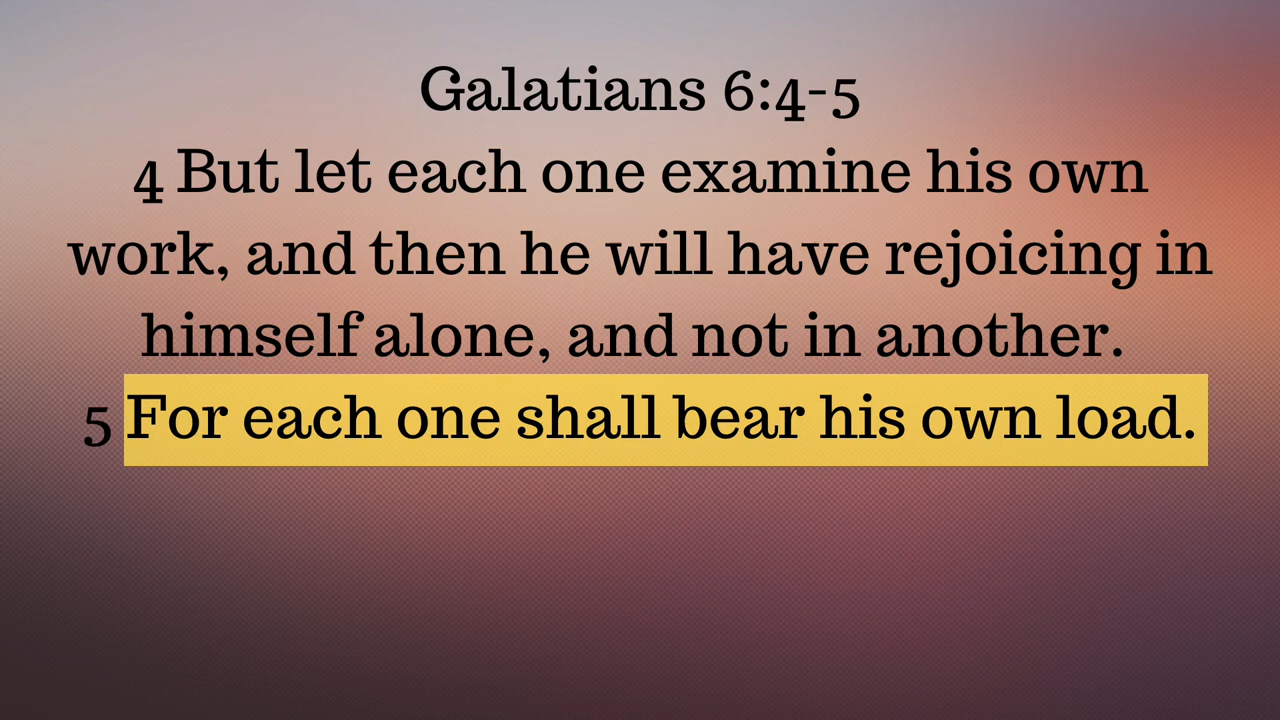 Galatians 6:4-5
4 But let each one examine his own
work, and then he will have rejoicing in
himself alone, and not in another.
5 For each one shall bear his own load.